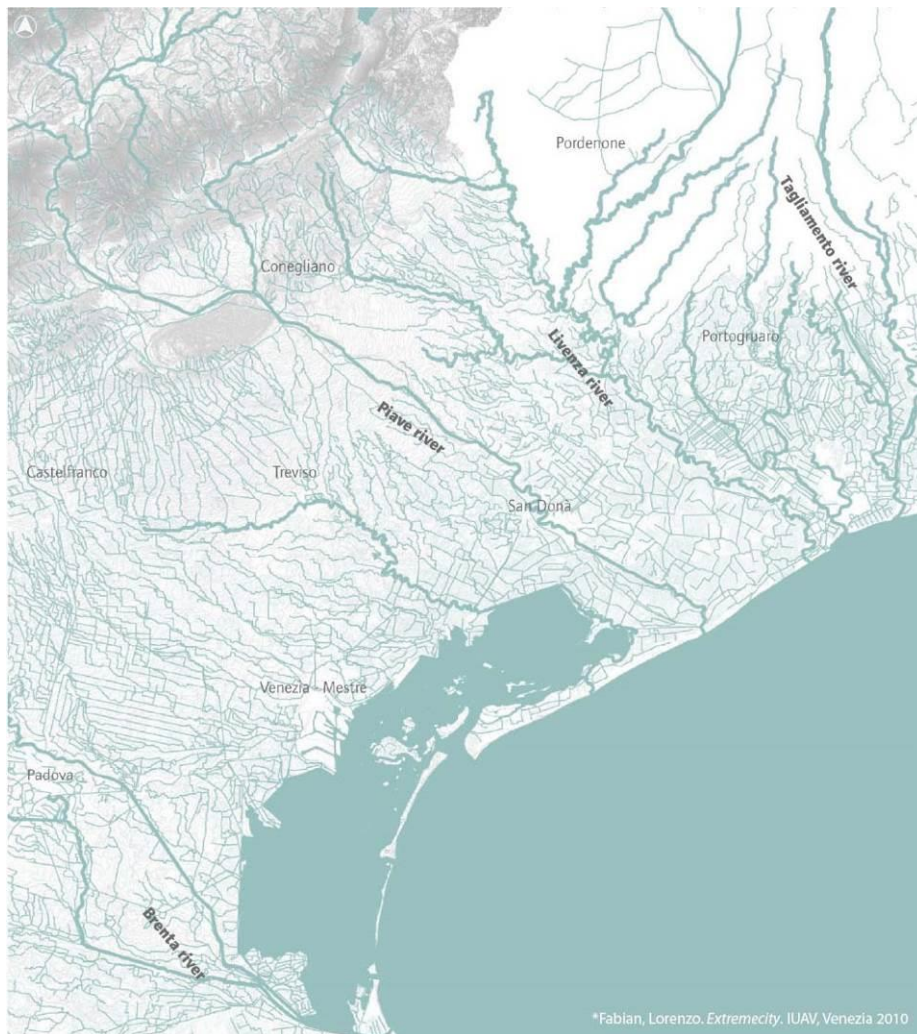 Pordenone
Tagliamento river
Conegliano
Portogruaro
Livenza river
Piave river
Castelfranco
Treviso
San Donà
Venezia - Mestre
Padova
Brenta river
*Fabian, Lorenzo. Extremecity. IUAV, Venezia 2010